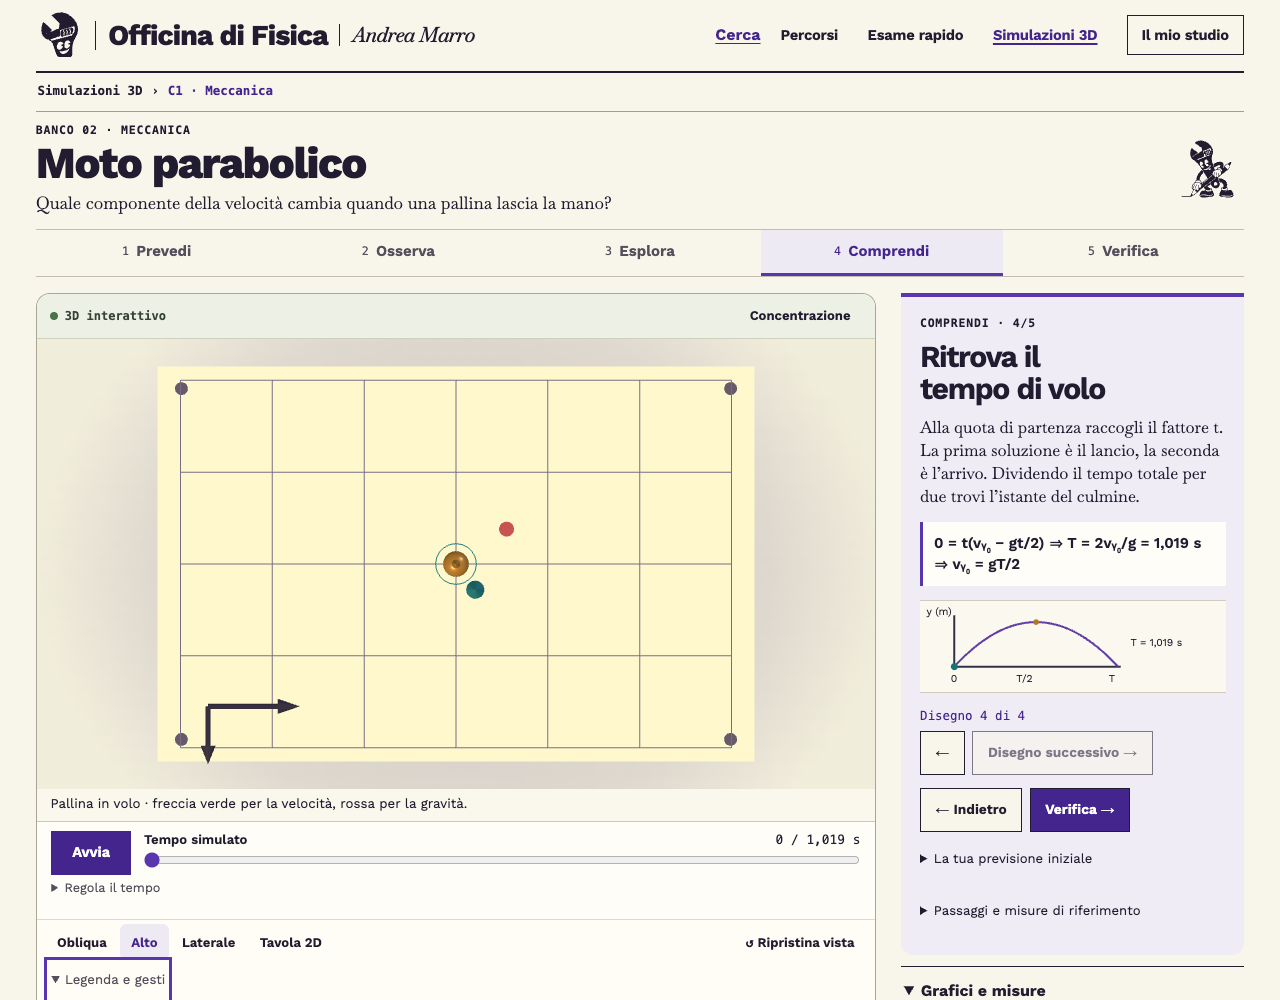 Officina di Fisica
Andrea Marro
Cerca
Percorsi
Esame rapido
Simulazioni 3D
Il mio studio
Simulazioni 3D › C1 · Meccanica
BANCO 02 · MECCANICA
Moto parabolico
Quale componente della velocità cambia quando una pallina lascia la mano?
1 Prevedi
2 Osserva
3 Esplora
4 Comprendi
5 Verifica
3D interattivo
Concentrazione
Pallina in volo · freccia verde per la velocità, rossa per la gravità.
Avvia
Tempo simulato
0 / 1,019 s
Regola il tempo
Obliqua
Alto
Laterale
Tavola 2D
↺ Ripristina vista
Legenda e gesti
COMPRENDI · 4/5
Ritrova il
tempo di volo
Alla quota di partenza raccogli il fattore t.
La prima soluzione è il lancio, la seconda
è l’arrivo. Dividendo il tempo totale per
due trovi l’istante del culmine.
0 = t(vY₀ − gt/2) ⇒ T = 2vY₀/g = 1,019 s
⇒ vY₀ = gT/2
y (m)
T = 1,019 s
0
T/2
T
Disegno 4 di 4
←
Disegno successivo →
← Indietro
Verifica →
La tua previsione iniziale
Passaggi e misure di riferimento
Grafici e misure